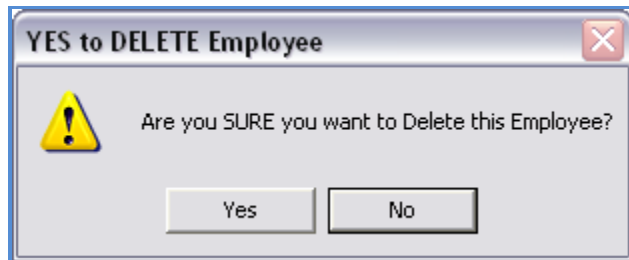 YES to DELETE Employee
Are you SURE you want to Delete this Employee?
Yes No